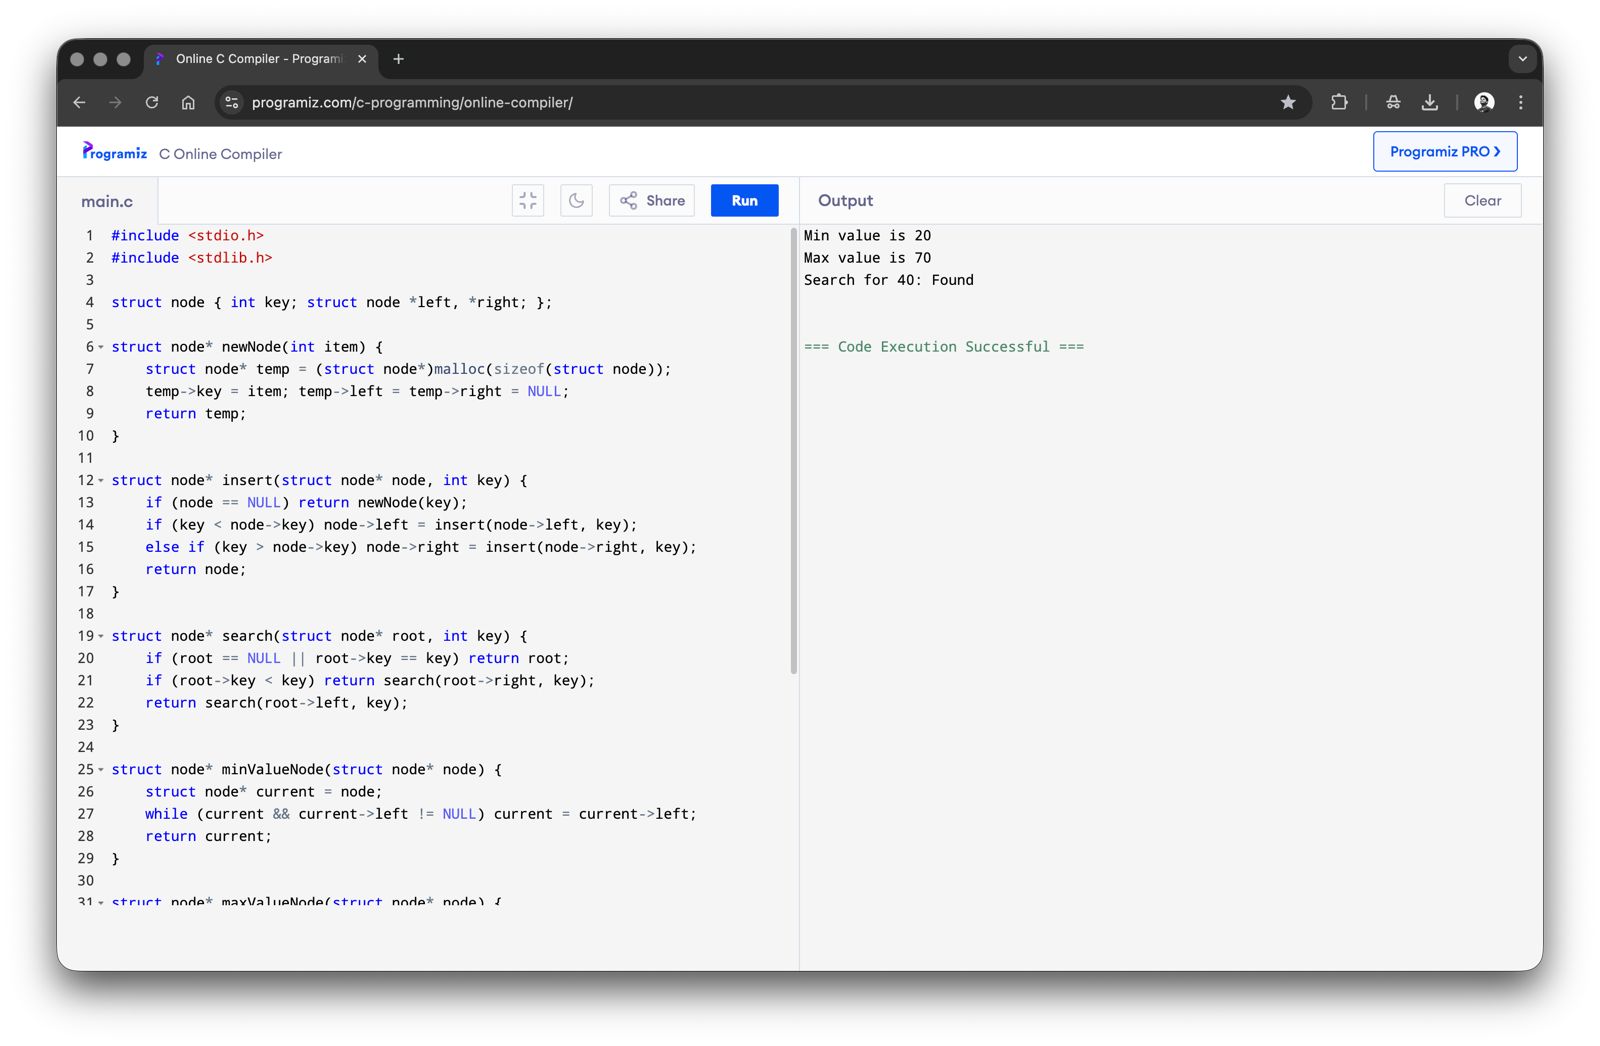 Online C Compiler - Programi
programiz.com/c-programming/online-compiler/
Programiz C Online Compiler
Programiz PRO
main.c
Share
Run
Output
Clear
1 #include <stdio.h>
2 #include <stdlib.h>
3
4 struct node { int key; struct node *left, *right; };
5
6 struct node* newNode(int item) {
7     struct node* temp = (struct node*)malloc(sizeof(struct node));
8     temp->key = item; temp->left = temp->right = NULL;
9     return temp;
10 }
11
12 struct node* insert(struct node* node, int key) {
13     if (node == NULL) return newNode(key);
14     if (key < node->key) node->left = insert(node->left, key);
15     else if (key > node->key) node->right = insert(node->right, key);
16     return node;
17 }
18
19 struct node* search(struct node* root, int key) {
20     if (root == NULL || root->key == key) return root;
21     if (root->key < key) return search(root->right, key);
22     return search(root->left, key);
23 }
24
25 struct node* minValueNode(struct node* node) {
26     struct node* current = node;
27     while (current && current->left != NULL) current = current->left;
28     return current;
29 }
30
31 struct node* maxValueNode(struct node* node) {
Min value is 20
Max value is 70
Search for 40: Found
=== Code Execution Successful ===